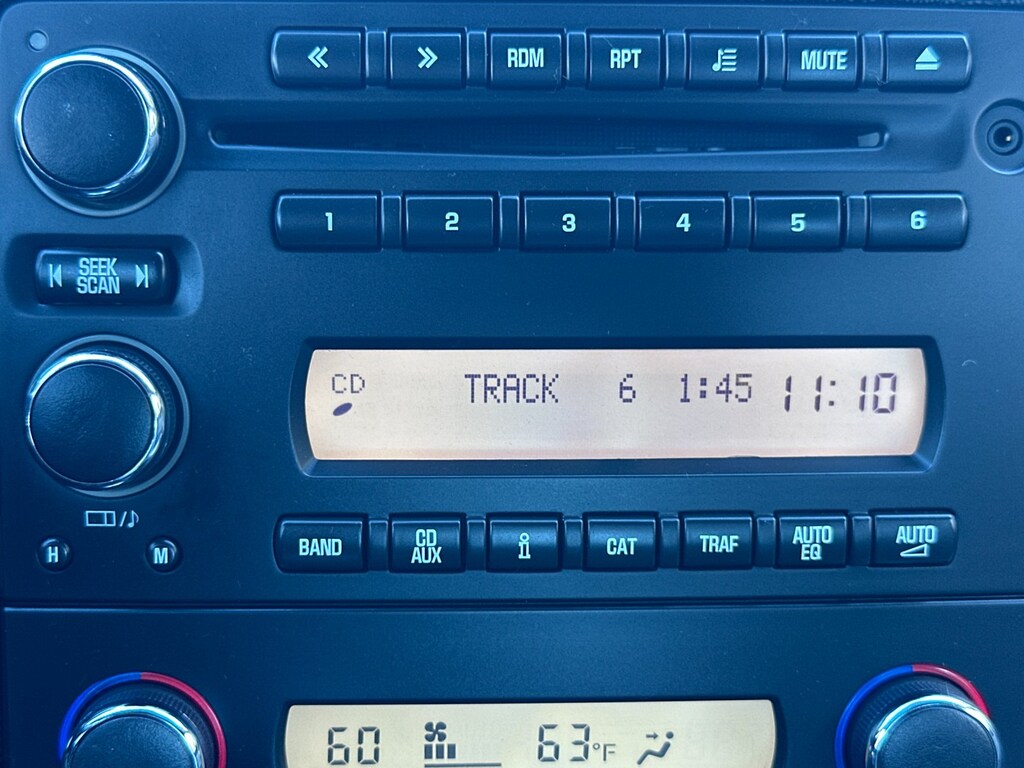 RDM RPT MUTE
1 2 3 4 5 6
SEEK
SCAN
CD TRACK 6 1:45 11:10
BAND CD AUX i CAT TRAF AUTO EQ AUTO
H M
60 63°F